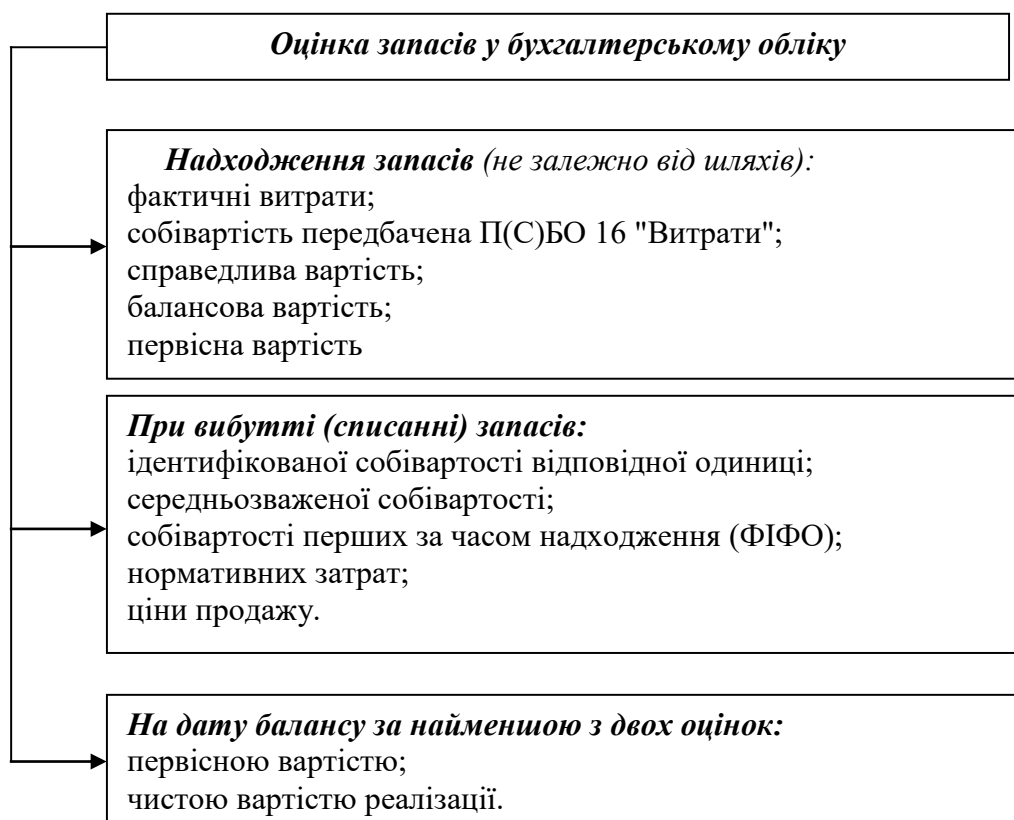 Оцінка запасів у бухгалтерському обліку
Надходження запасів (не залежно від шляхів):
фактичні витрати;
собівартість передбачена П(С)БО 16 "Витрати";
справедлива вартість;
балансова вартість;
первісна вартість
При вибутті (списанні) запасів:
ідентифікованої собівартості відповідної одиниці;
середньозваженої собівартості;
собівартості перших за часом надходження (ФІФО);
нормативних затрат;
ціни продажу.
На дату балансу за найменшою з двох оцінок:
первісною вартістю;
чистою вартістю реалізації.